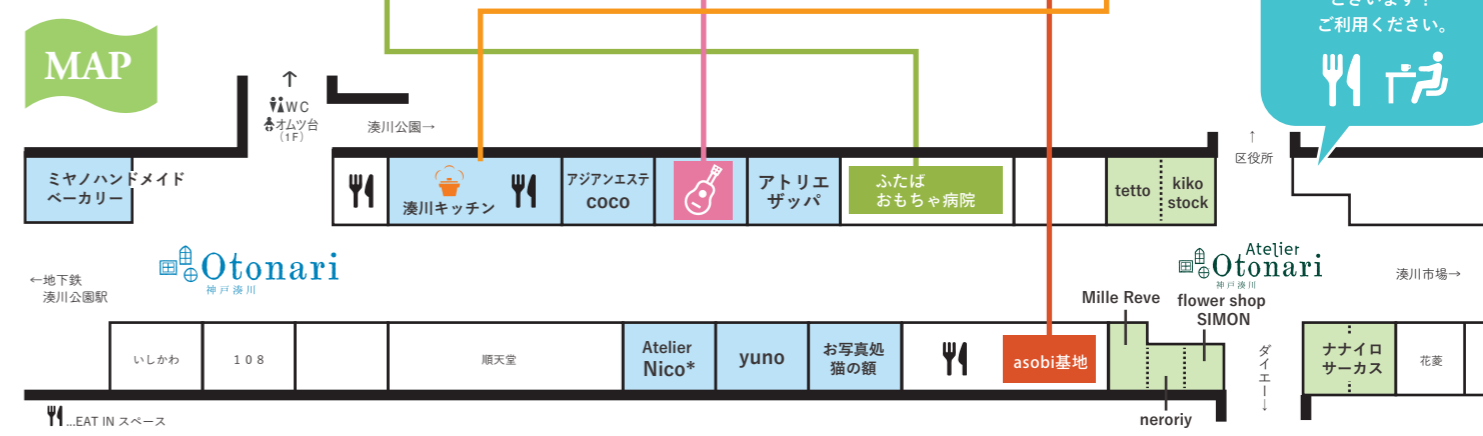 ございます！
ご利用ください。
MAP
↑
WC
オムツ台
(1F)
湊川公園→
↑
区役所
ミヤノハンドメイド
ベーカリー
湊川キッチン
アジアンエステ
coco
アトリエ
ザッパ
ふたば
おもちゃ病院
tetto
kiko
stock
←地下鉄
湊川公園駅
Otonari
神戸湊川
Atelier
Otonari
神戸湊川
湊川市場→
Mille Reve
flower shop
SIMON
いしかわ
108
順天堂
Atelier
Nico*
yuno
お写真処
猫の額
asobi基地
neroriy
ダイエー→
ナナイロ
サーカス
花菱
...EAT IN スペース